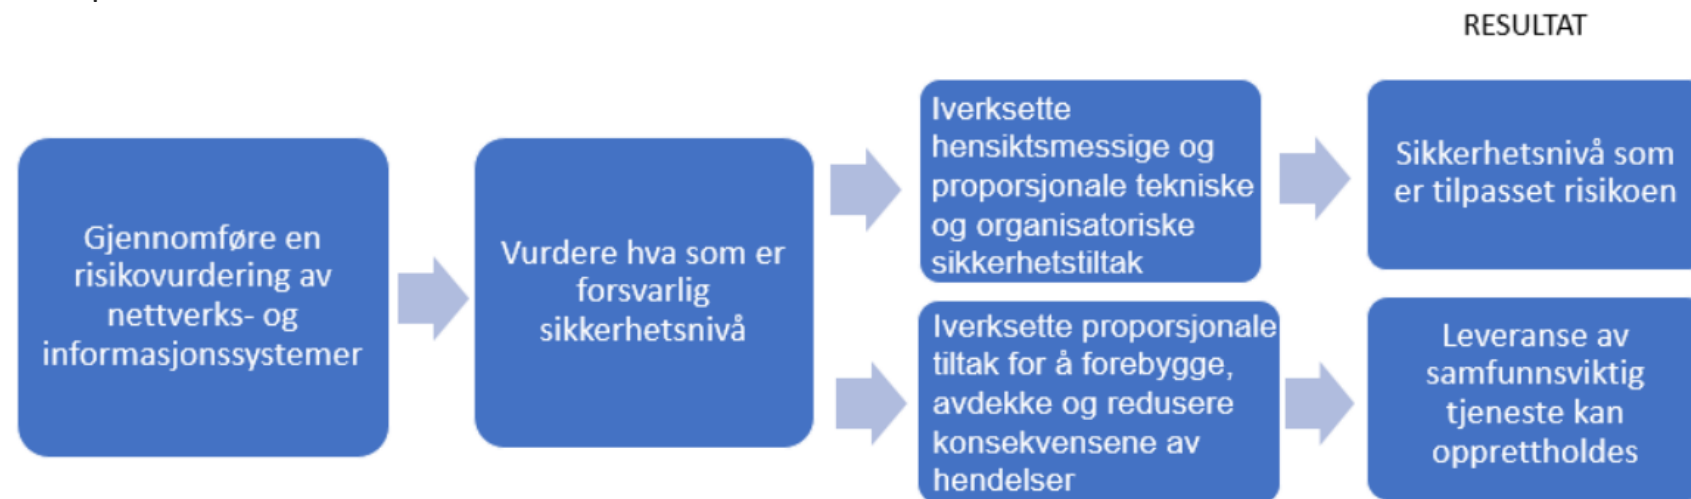 RESULTAT
Gjennomføre en
risikovurdering av
nettverks- og
informasjonssystemer
Vurdere hva som er
forsvarlig
sikkerhetsnivå
Iverksette
hensiktsmessige og
proporsjonale tekniske
og organisatoriske
sikkerhetstiltak
Sikkerhetsnivå som
er tilpasset risikoen
Iverksette proporsjonale
tiltak for å forebygge,
avdekke og redusere
konsekvensene av
hendelser
Leveranse av
samfunnsviktig
tjeneste kan
opprettholdes